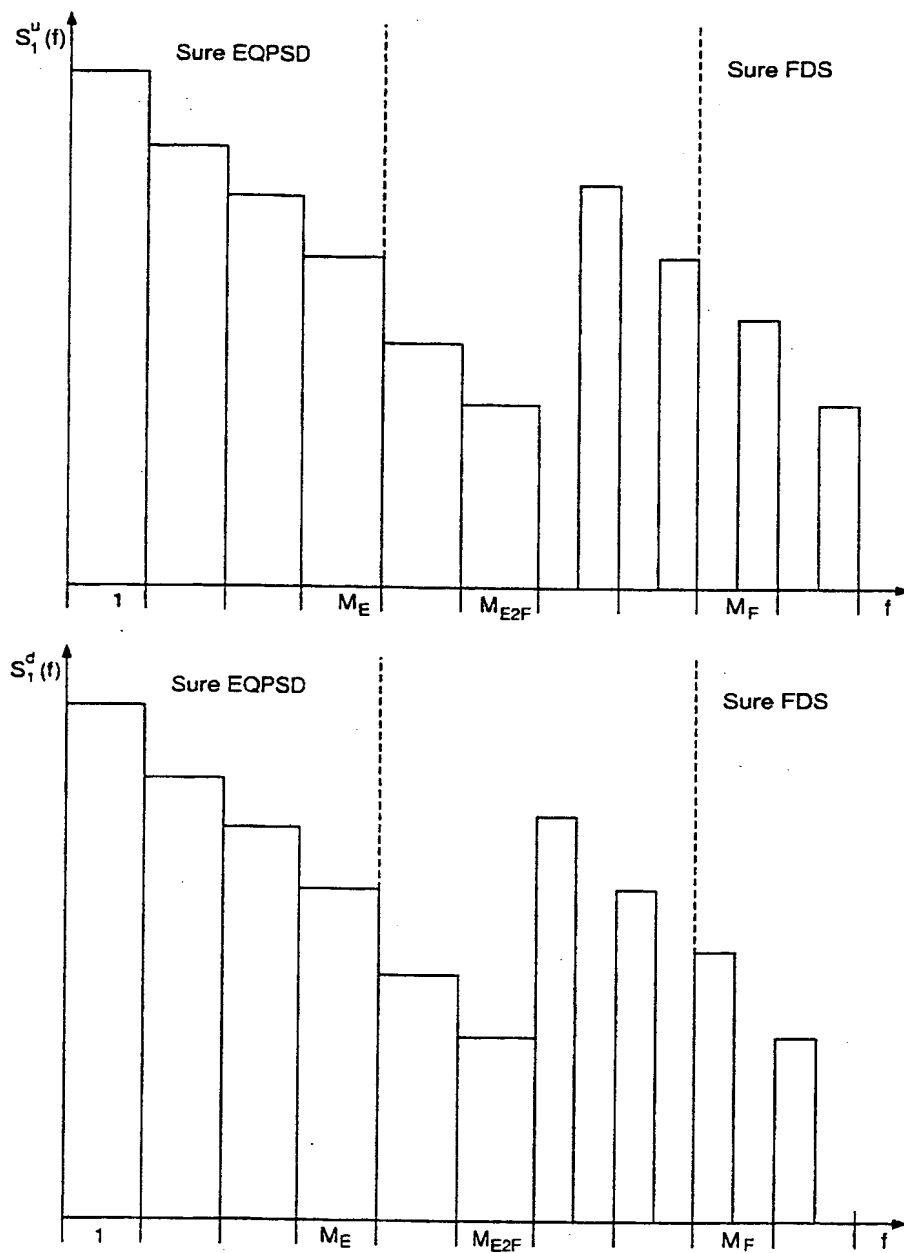 S₁ᵘ(f)
Sure EQPSD
Sure FDS
1 M_E M_E2F M_F f
S₁ᵈ(f)
Sure EQPSD
Sure FDS
1 M_E M_E2F M_F f